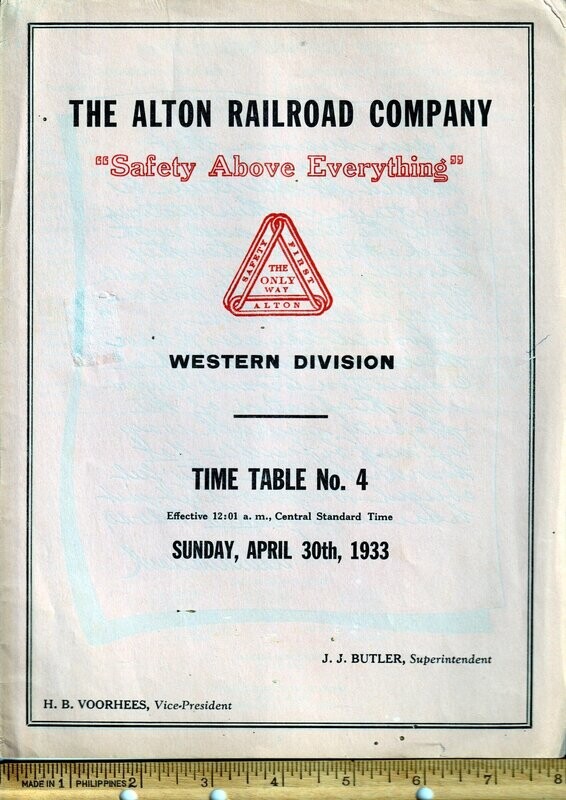 THE ALTON RAILROAD COMPANY
"Safety Above Everything"
SAFETY FIRST
THE
ONLY
WAY
ALTON
WESTERN DIVISION
TIME TABLE No. 4
Effective 12:01 a. m., Central Standard Time
SUNDAY, APRIL 30th, 1933
J. J. BUTLER, Superintendent
H. B. VOORHEES, Vice-President
MADE IN 1 PHILIPPINES 2 3 4 5 6 7 8